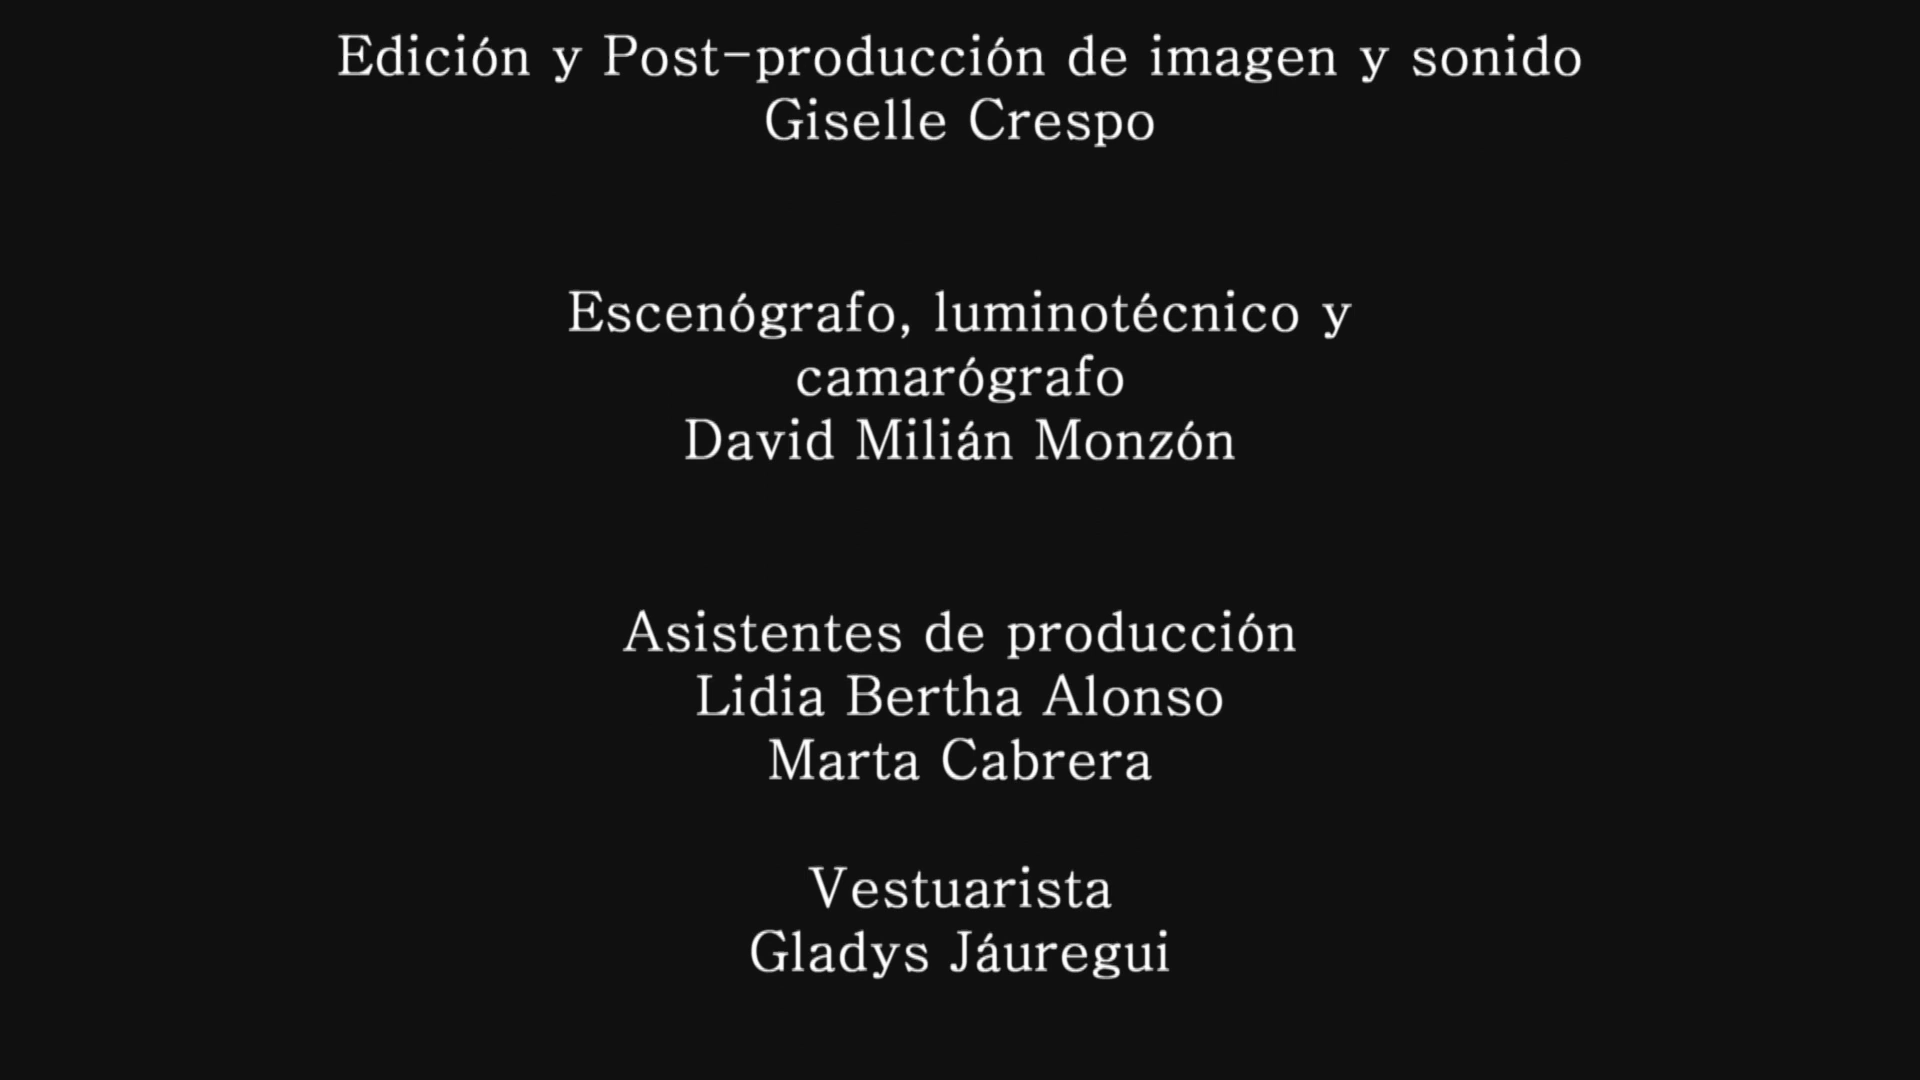 Edición y Post-producción de imagen y sonido
Giselle Crespo
Escenógrafo, luminotécnico y
camarógrafo
David Milián Monzón
Asistentes de producción
Lidia Bertha Alonso
Marta Cabrera
Vestuarista
Gladys Jáuregui